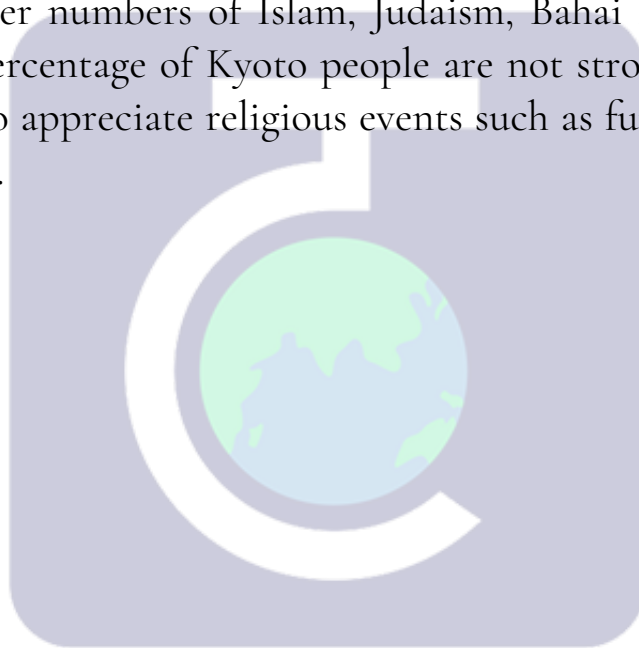 er numbers of Islam, Judaism, Bahai
ercentage of Kyoto people are not stro
o appreciate religious events such as fu
.